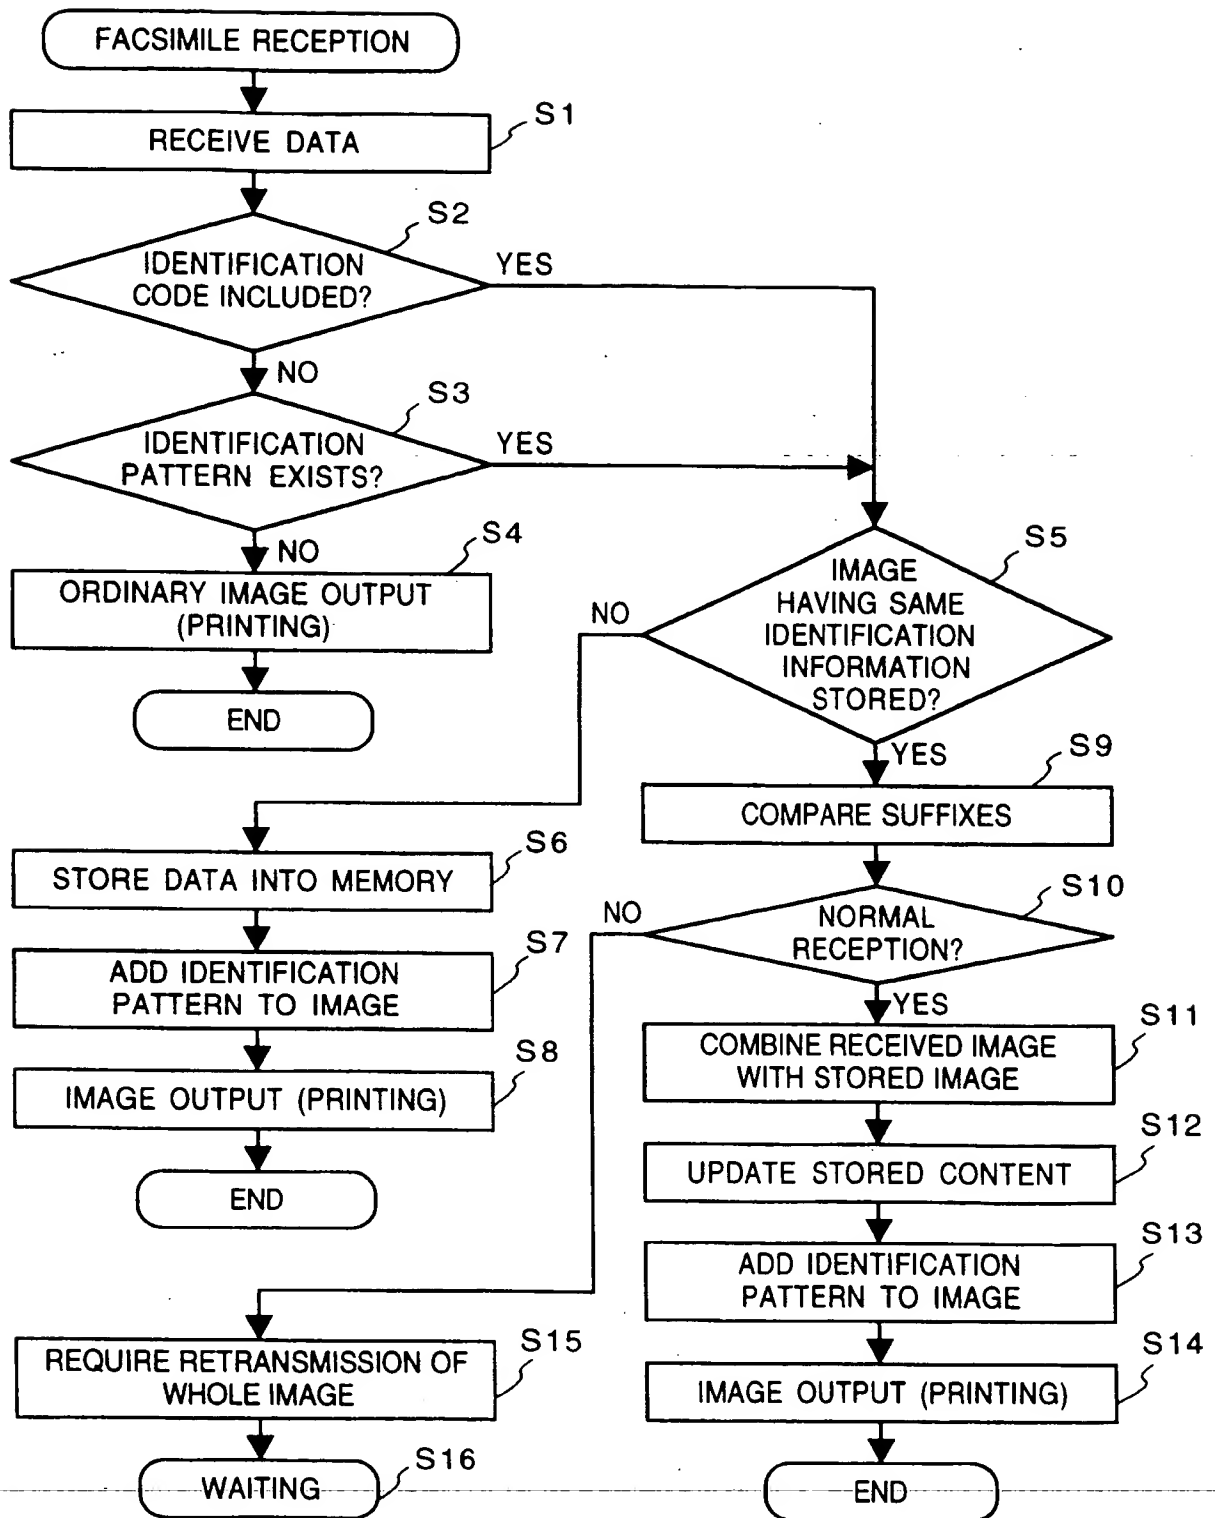 FACSIMILE RECEPTION
S1
RECEIVE DATA
S2
IDENTIFICATION
CODE INCLUDED?
YES
NO
S3
IDENTIFICATION
PATTERN EXISTS?
YES
NO
S4
ORDINARY IMAGE OUTPUT
(PRINTING)
END
S5
IMAGE
HAVING SAME
IDENTIFICATION
INFORMATION
STORED?
NO
YES
S6
STORE DATA INTO MEMORY
S7
ADD IDENTIFICATION
PATTERN TO IMAGE
S8
IMAGE OUTPUT (PRINTING)
END
S9
COMPARE SUFFIXES
S10
NORMAL
RECEPTION?
NO
YES
S11
COMBINE RECEIVED IMAGE
WITH STORED IMAGE
S12
UPDATE STORED CONTENT
S13
ADD IDENTIFICATION
PATTERN TO IMAGE
S14
IMAGE OUTPUT (PRINTING)
END
S15
REQUIRE RETRANSMISSION OF
WHOLE IMAGE
S16
WAITING